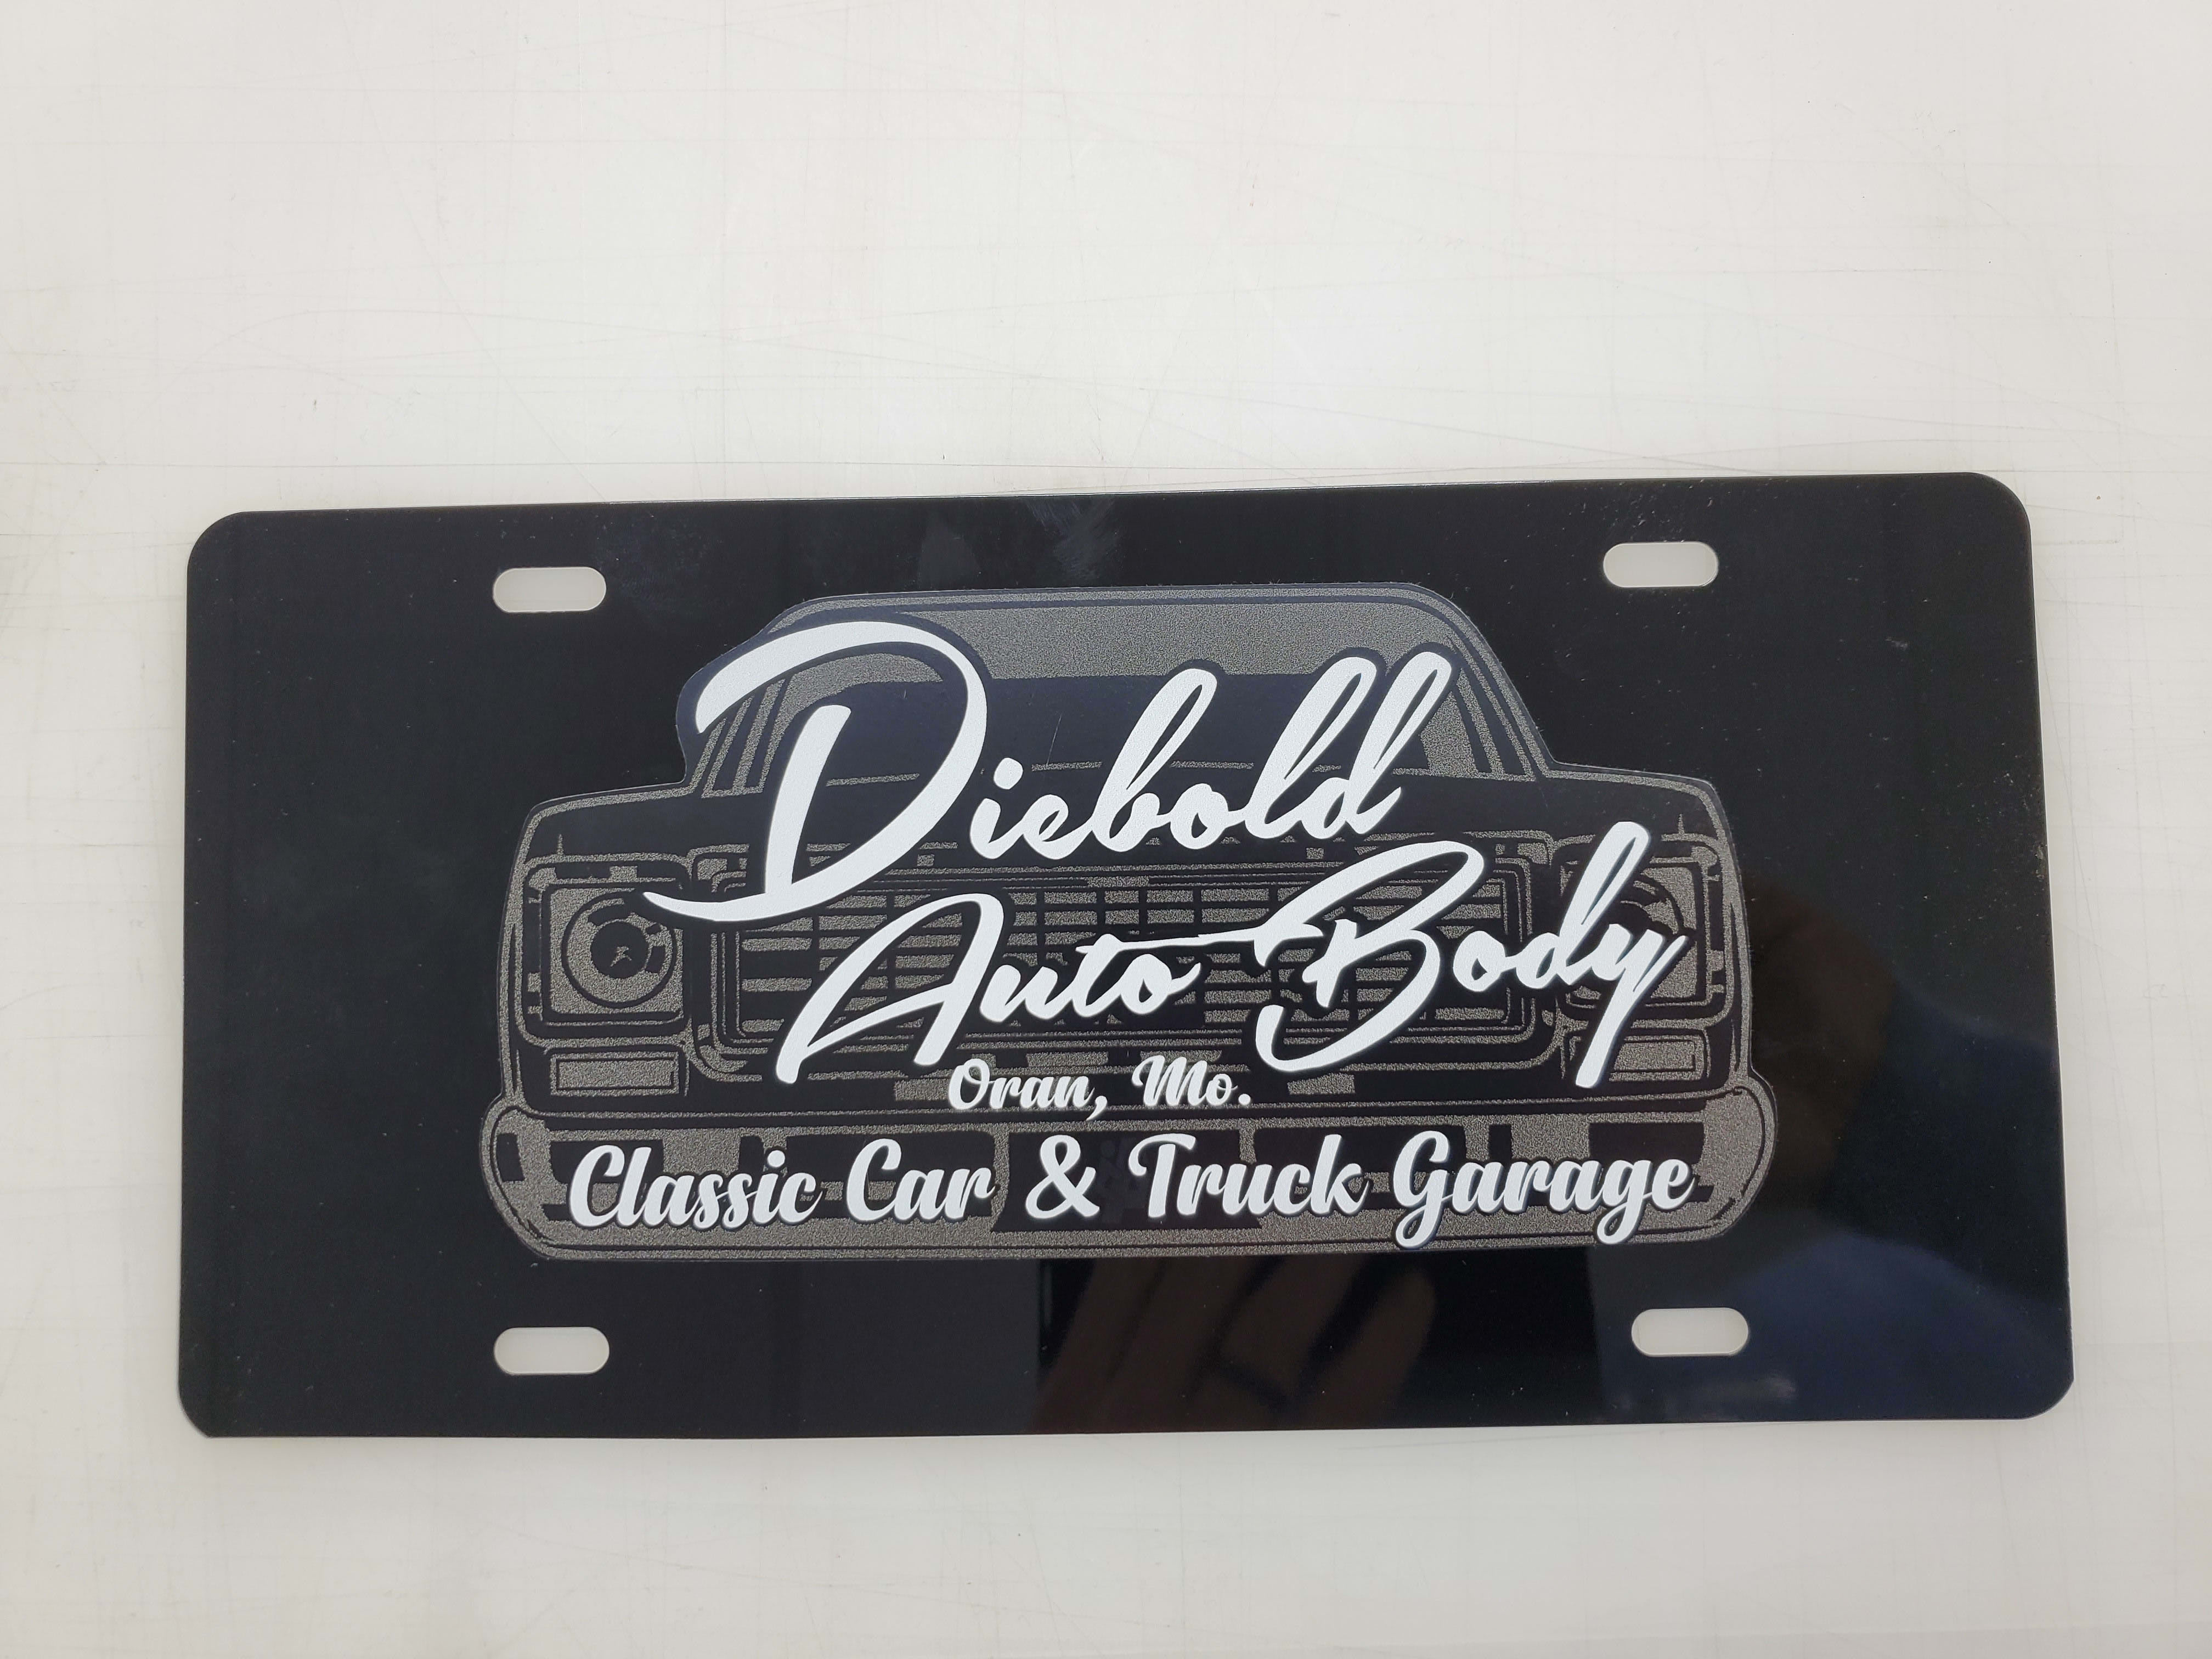 Diebold
Auto Body
Oran, Mo.
Classic Car & Truck Garage